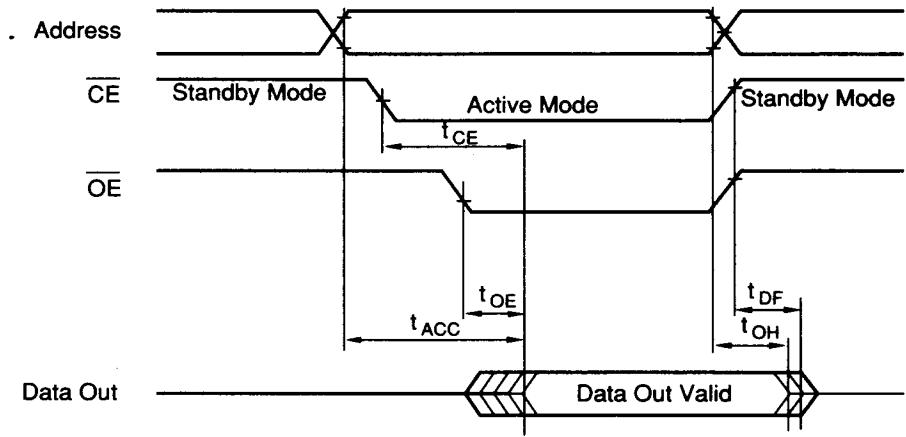 Address
CE
Standby Mode
Active Mode
Standby Mode
tCE
OE
tOE
tDF
tACC
tOH
Data Out
Data Out Valid